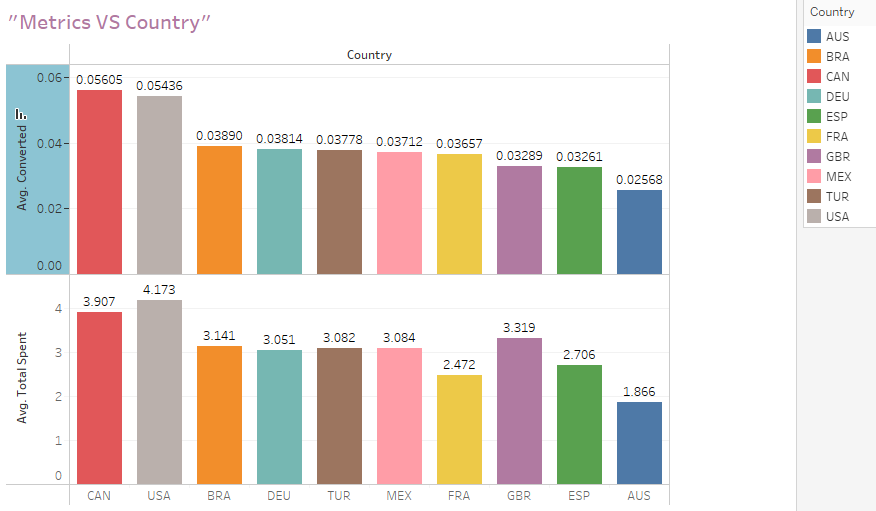 "Metrics VS Country"
Country
Avg. Converted
0.06
0.04
0.02
0.00
0.05605
0.05436
0.03890
0.03814
0.03778
0.03712
0.03657
0.03289
0.03261
0.02568
Avg. Total Spent
4
3
2
1
0
3.907
4.173
3.141
3.051
3.082
3.084
2.472
3.319
2.706
1.866
CAN
USA
BRA
DEU
TUR
MEX
FRA
GBR
ESP
AUS
Country
AUS
BRA
CAN
DEU
ESP
FRA
GBR
MEX
TUR
USA